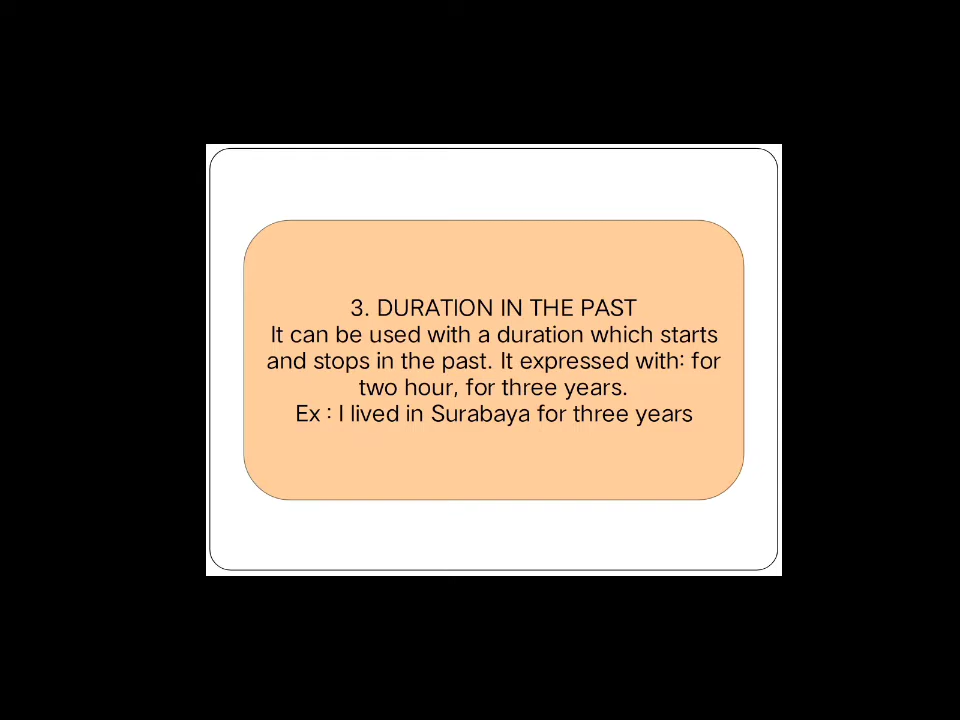 3. DURATION IN THE PAST
It can be used with a duration which starts
and stops in the past. It expressed with: for
two hour, for three years.
Ex : I lived in Surabaya for three years